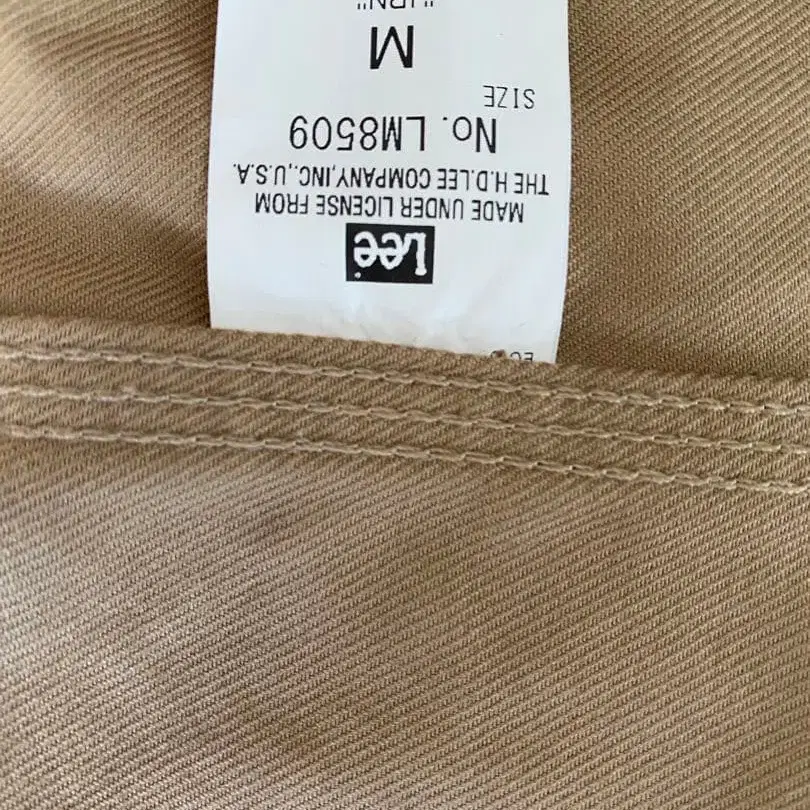 Lee
MADE UNDER LICENSE FROM
THE H.D.LEE COMPANY,INC.,U.S.A.
No. LM8509
SIZE
M